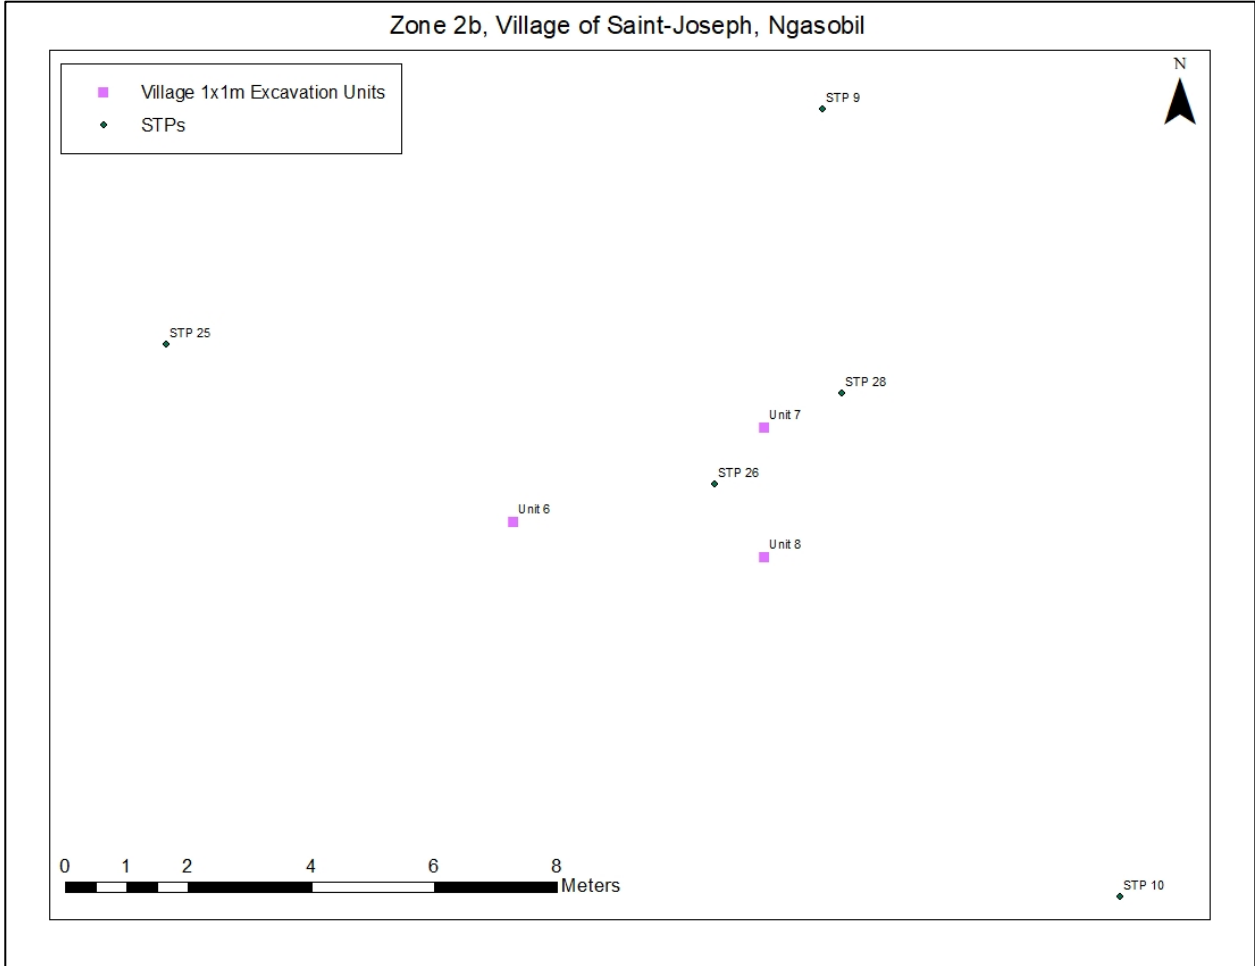 Zone 2b, Village of Saint-Joseph, Ngasobil
Village 1x1m Excavation Units
STPs
N
STP 9
STP 25
STP 28
Unit 7
STP 26
Unit 6
Unit 8
0 1 2 4 6 8
Meters
STP 10